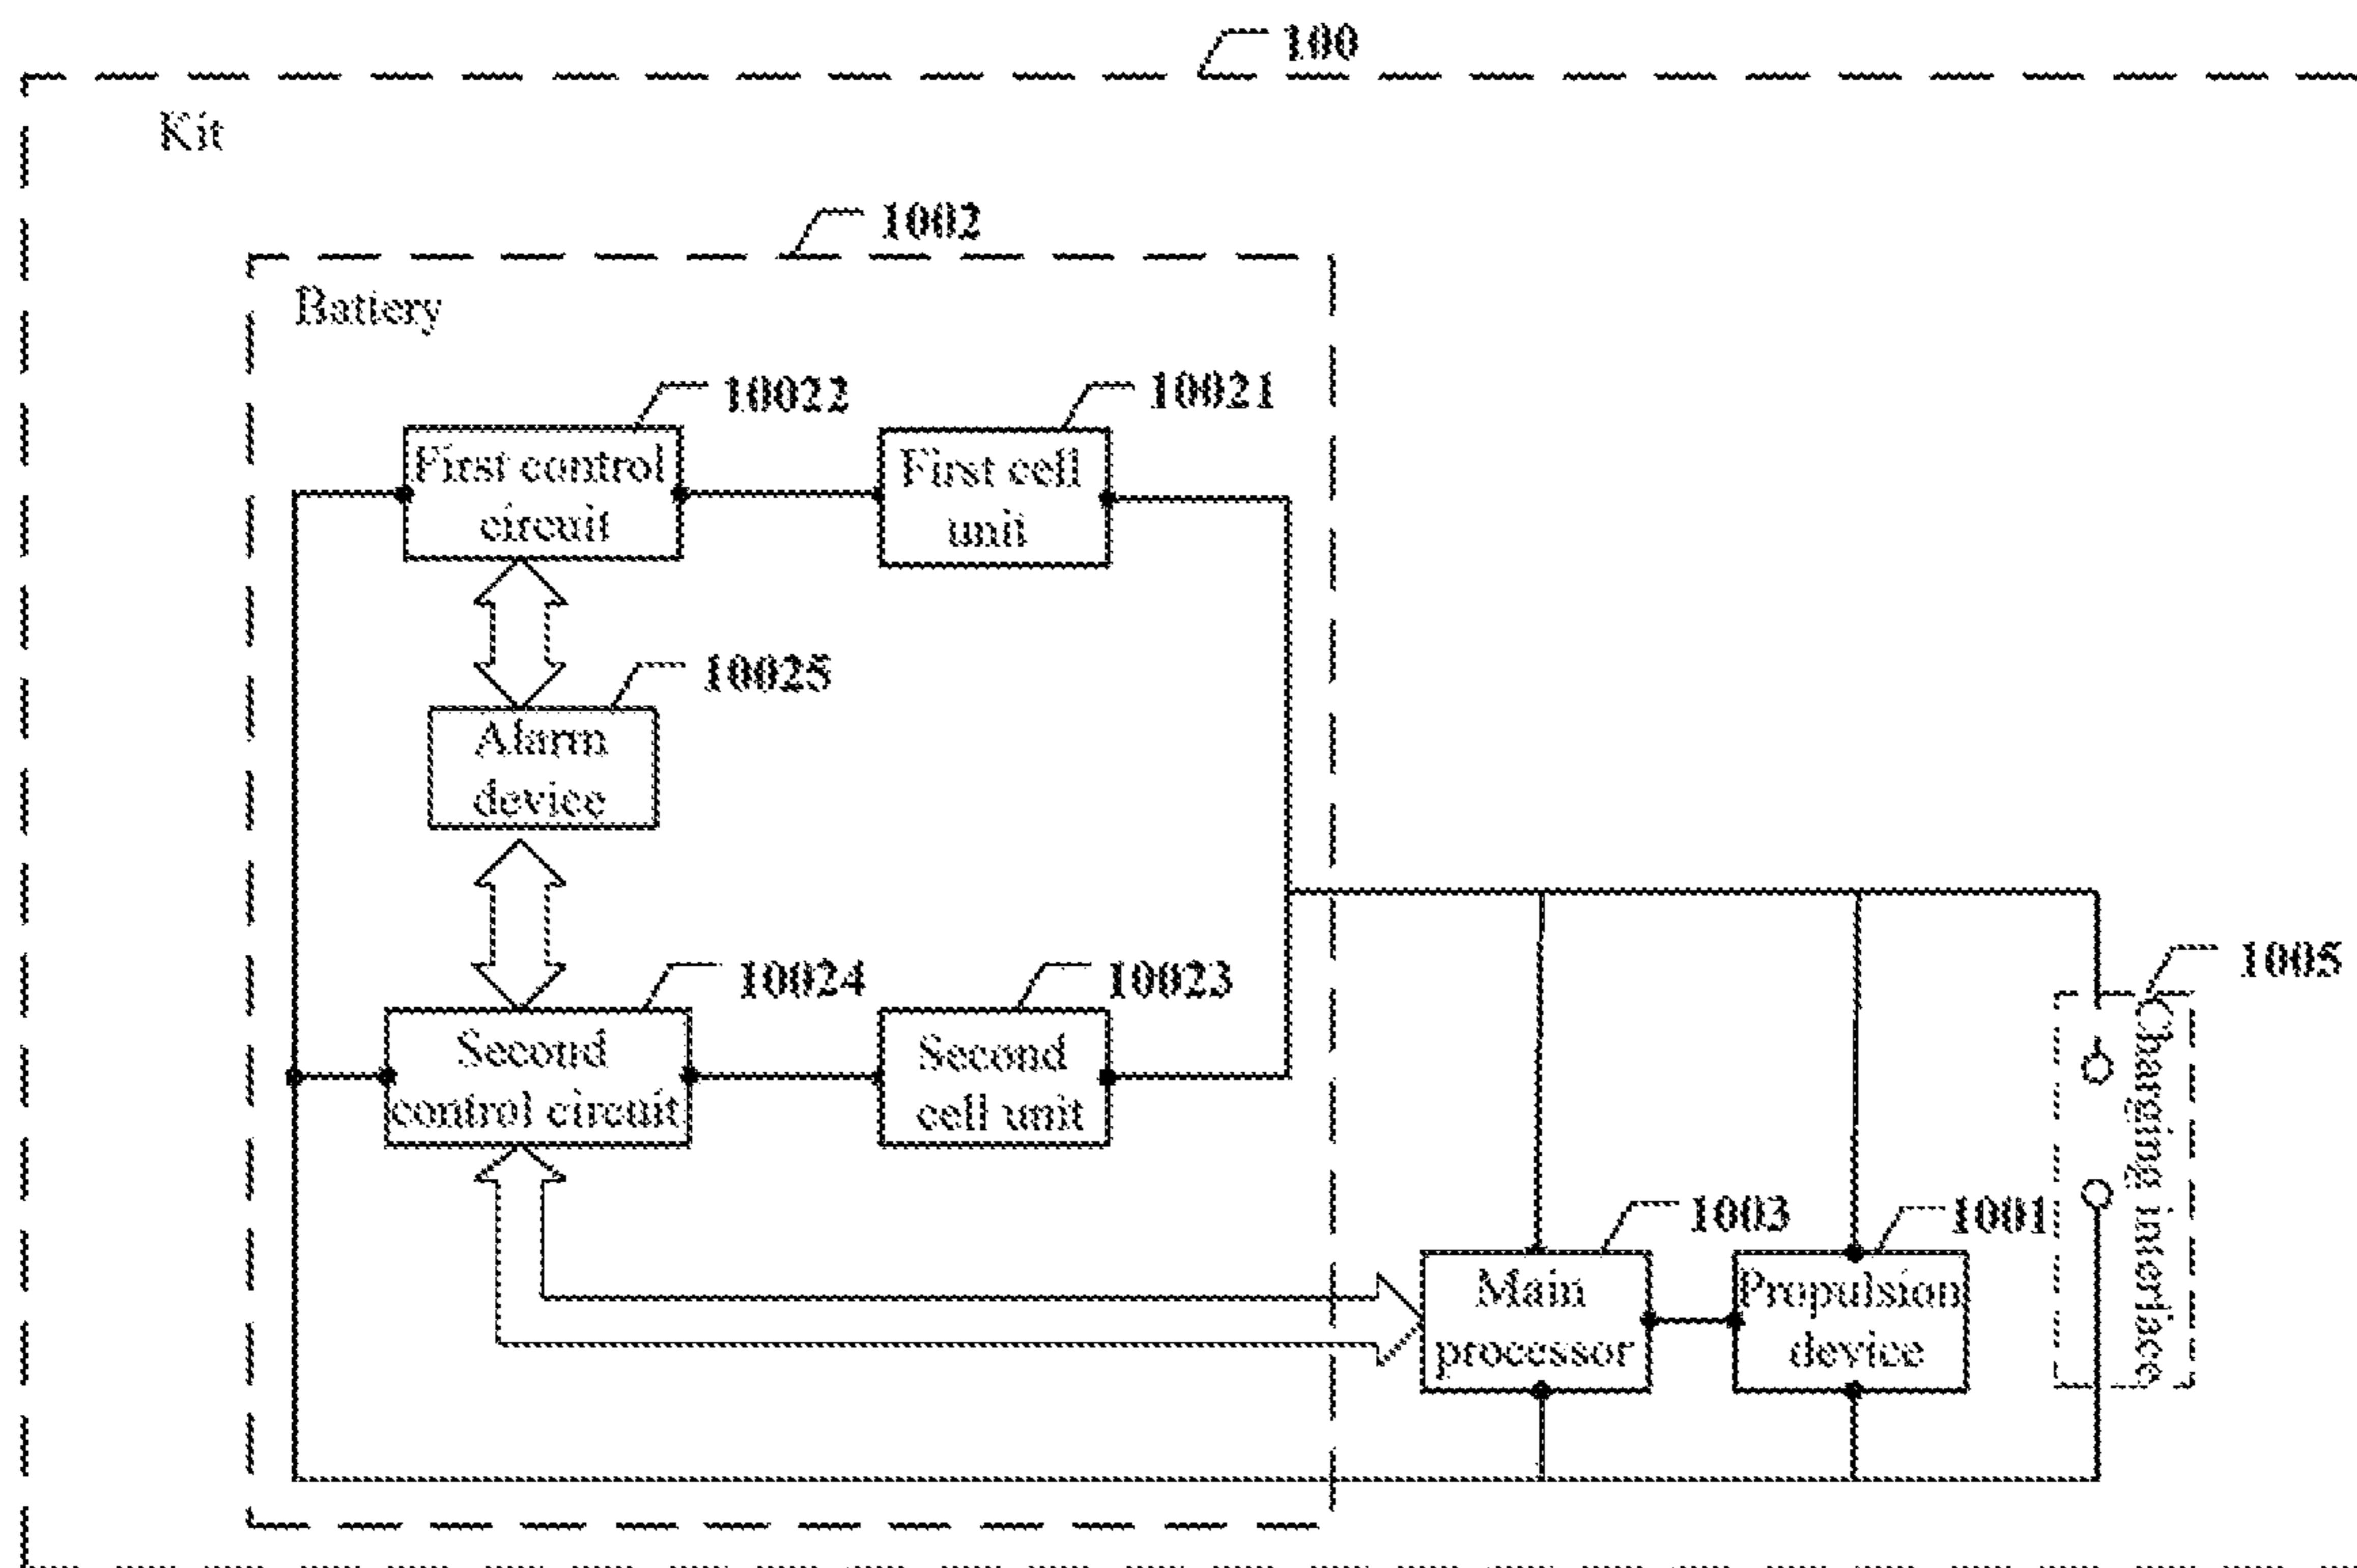 100
Kit
1002
Battery
10022
10021
First control
circuit
First cell
unit
10025
Alarm
device
10024
10023
1005
Second
control circuit
Second
cell unit
Charging interface
1003
1001
Main
processor
Propulsion
device